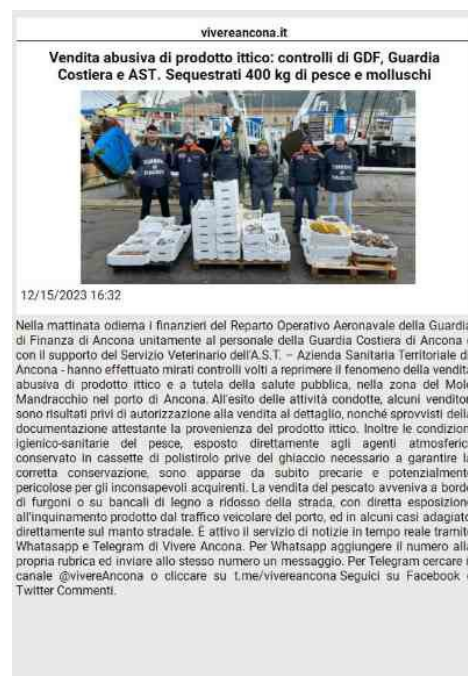 vivereancona.it
Vendita abusiva di prodotto ittico: controlli di GDF, Guardia
Costiera e AST. Sequestrati 400 kg di pesce e molluschi
12/15/2023 16:32
Nella mattinata odierna i finanzieri del Reparto Operativo Aeronavale della Guardia
di Finanza di Ancona unitamente al personale della Guardia Costiera di Ancona
con il supporto del Servizio Veterinario dell'A.S.T. – Azienda Sanitaria Territoriale di
Ancona - hanno effettuato mirati controlli volti a reprimere il fenomeno della vendita
abusiva di prodotto ittico e a tutela della salute pubblica, nella zona del Molo
Mandracchio nel porto di Ancona. All'esito delle attività condotte, alcuni venditori
sono risultati privi di autorizzazione alla vendita al dettaglio, nonché sprovvisti della
documentazione attestante la provenienza del prodotto ittico. Inoltre le condizioni
igienico-sanitarie del pesce, esposto direttamente agli agenti atmosferici
conservato in cassette di polistirolo prive del ghiaccio necessario a garantire la
corretta conservazione, sono apparse da subito precarie e potenzialmente
pericolose per gli inconsapevoli acquirenti. La vendita del pescato avveniva a bordo
di furgoni o su bancali di legno a ridosso della strada, con diretta esposizione
all'inquinamento prodotto dal traffico veicolare del porto, ed in alcuni casi adagiato
direttamente sul manto stradale. È attivo il servizio di notizie in tempo reale tramite
Whatasapp e Telegram di Vivere Ancona. Per Whatsapp aggiungere il numero alla
propria rubrica ed inviare allo stesso numero un messaggio. Per Telegram cercare il
canale @vivereAncona o cliccare su t.me/vivereancona Seguici su Facebook e
Twitter Commenti.